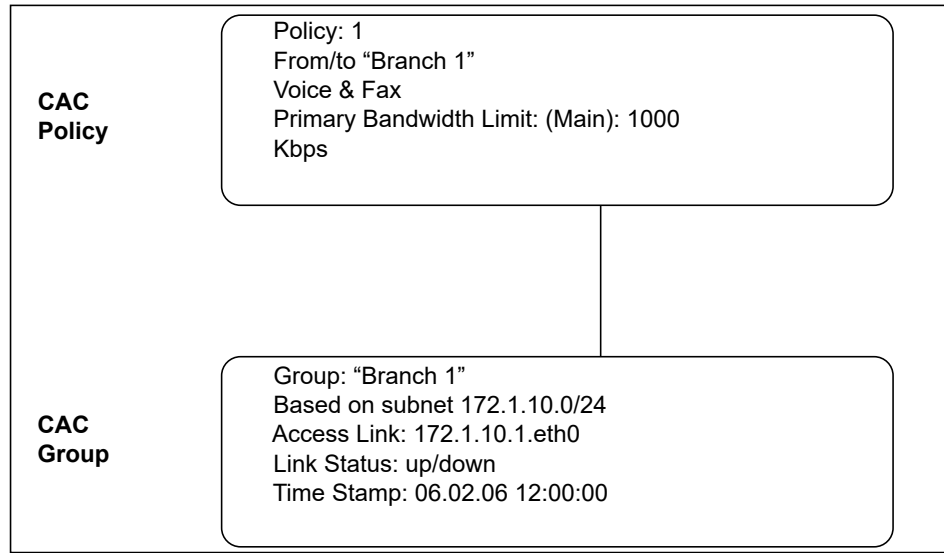 CAC
Policy
Policy: 1
From/to “Branch 1”
Voice & Fax
Primary Bandwidth Limit: (Main): 1000
Kbps
CAC
Group
Group: “Branch 1”
Based on subnet 172.1.10.0/24
Access Link: 172.1.10.1.eth0
Link Status: up/down
Time Stamp: 06.02.06 12:00:00